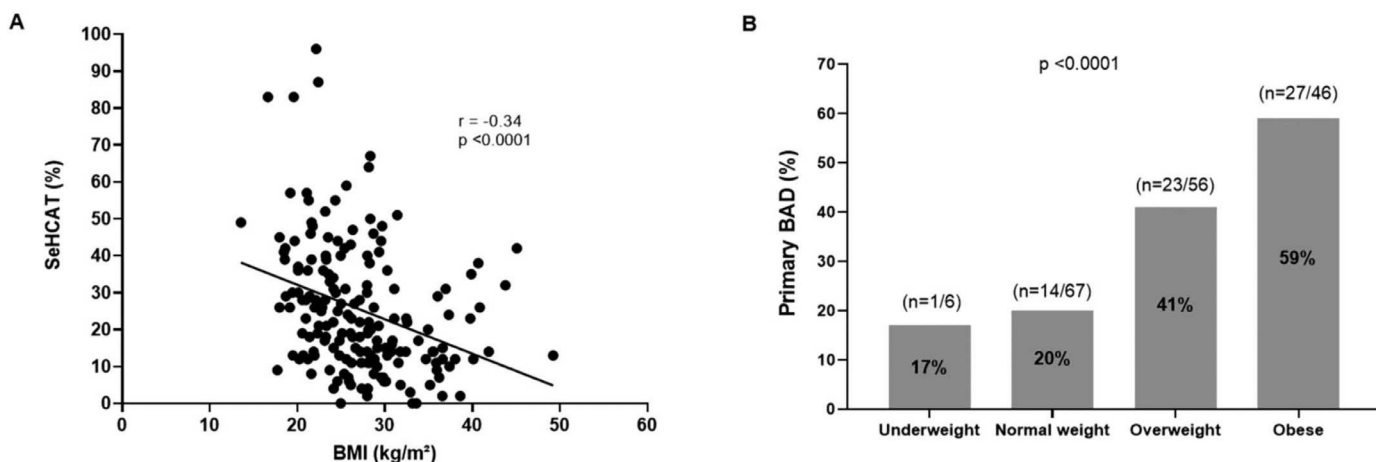 A
100
90
80
70
60
50
40
30
20
10
0
SeHCAT (%)
r = -0.34
p <0.0001
0 10 20 30 40 50 60
BMI (kg/m²)
B
p <0.0001
70
60
50
40
30
20
10
0
Primary BAD (%)
(n=1/6)
(n=14/67)
(n=23/56)
(n=27/46)
17%
20%
41%
59%
Underweight Normal weight Overweight Obese